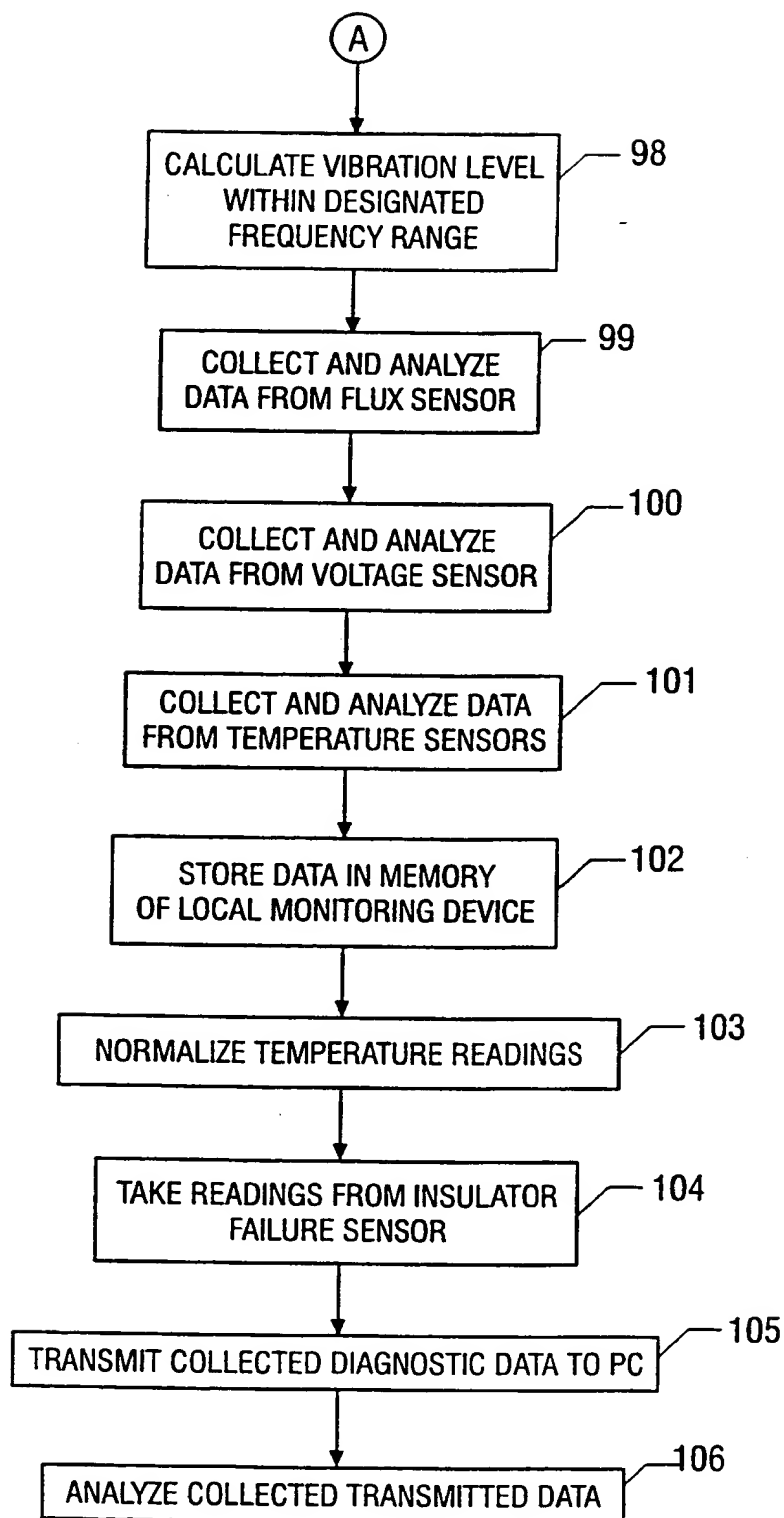 A
CALCULATE VIBRATION LEVEL
WITHIN DESIGNATED
FREQUENCY RANGE
98
COLLECT AND ANALYZE
DATA FROM FLUX SENSOR
99
COLLECT AND ANALYZE
DATA FROM VOLTAGE SENSOR
100
COLLECT AND ANALYZE DATA
FROM TEMPERATURE SENSORS
101
STORE DATA IN MEMORY
OF LOCAL MONITORING DEVICE
102
NORMALIZE TEMPERATURE READINGS
103
TAKE READINGS FROM INSULATOR
FAILURE SENSOR
104
TRANSMIT COLLECTED DIAGNOSTIC DATA TO PC
105
ANALYZE COLLECTED TRANSMITTED DATA
106